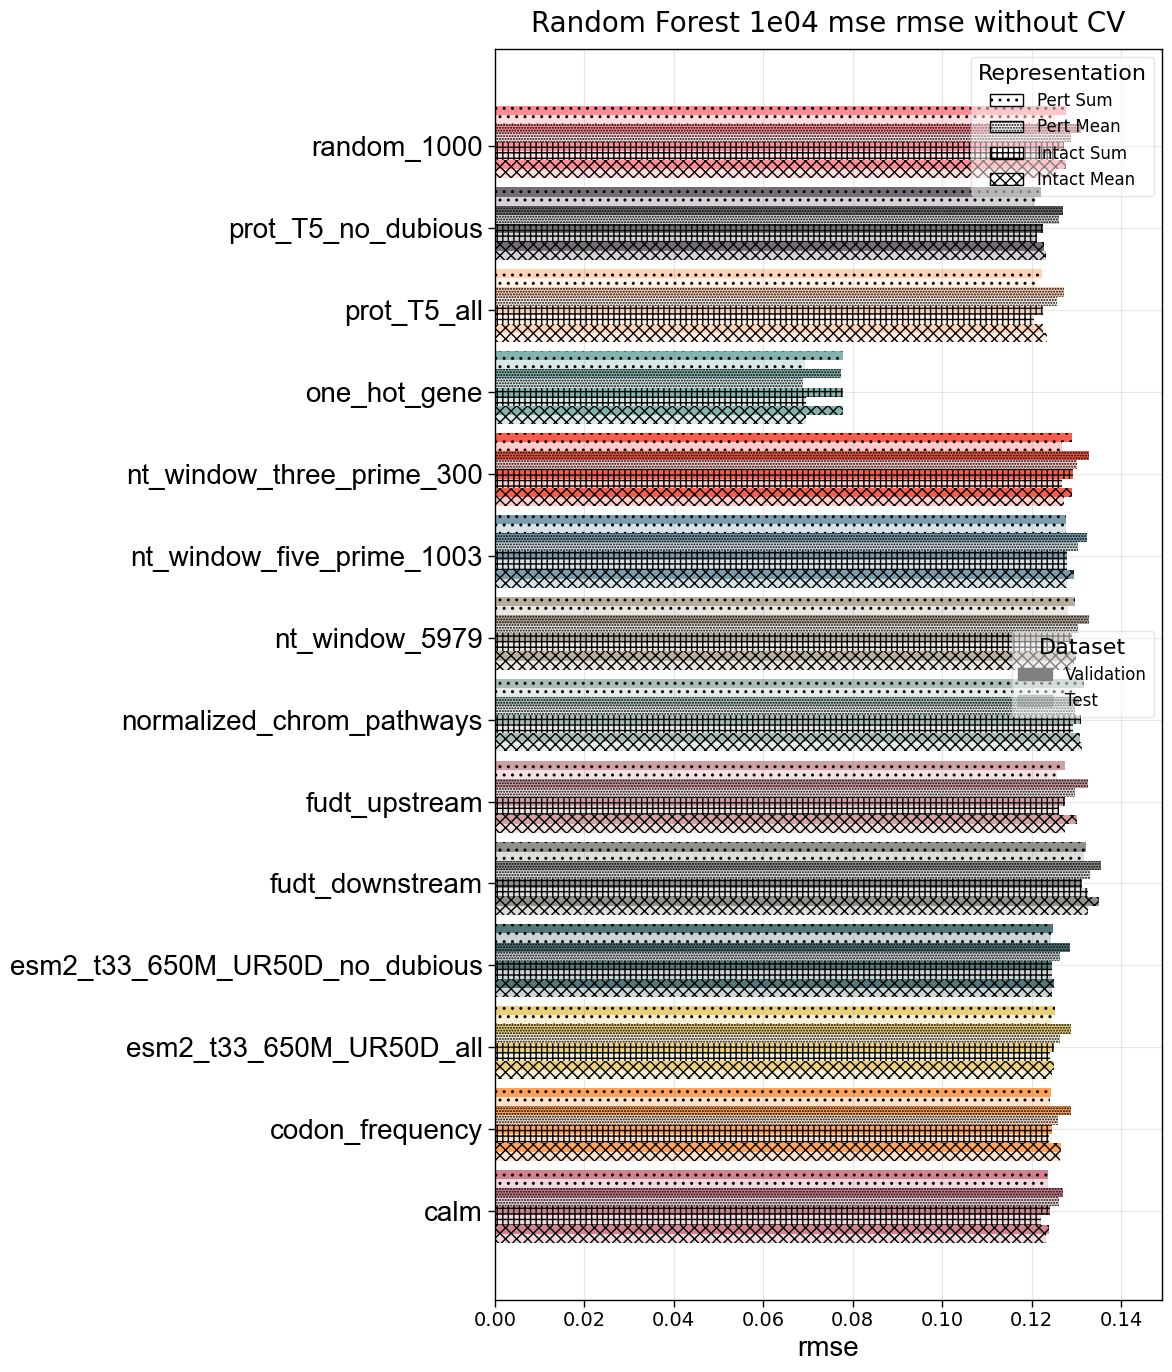 Random Forest 1e04 mse rmse without CV
Representation
Pert Sum
Pert Mean
Intact Sum
Intact Mean
random_1000
prot_T5_no_dubious
prot_T5_all
one_hot_gene
nt_window_three_prime_300
nt_window_five_prime_1003
nt_window_5979
Dataset
Validation
Test
normalized_chrom_pathways
fudt_upstream
fudt_downstream
esm2_t33_650M_UR50D_no_dubious
esm2_t33_650M_UR50D_all
codon_frequency
calm
0.00 0.02 0.04 0.06 0.08 0.10 0.12 0.14
rmse